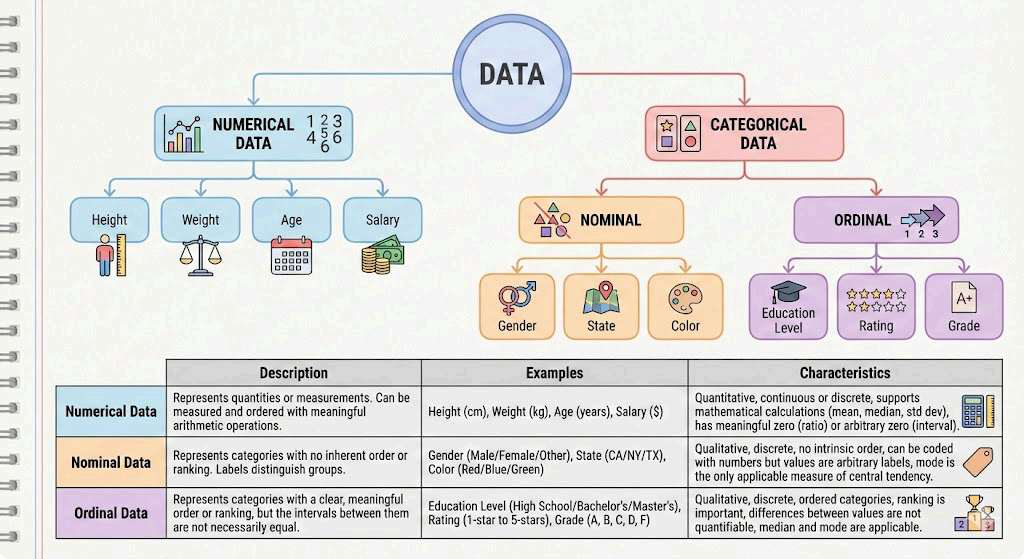 DATA
NUMERICAL
DATA
1 2 3
4 5 6
6
CATEGORICAL
DATA
Height
Weight
Age
Salary
NOMINAL
ORDINAL
1 2 3
Gender
State
Color
Education
Level
Rating
A+
Grade
Description
Examples
Characteristics
Numerical Data
Represents quantities or measurements. Can be
measured and ordered with meaningful
arithmetic operations.
Height (cm), Weight (kg), Age (years), Salary ($)
Quantitative, continuous or discrete, supports
mathematical calculations (mean, median, std dev),
has meaningful zero (ratio) or arbitrary zero (interval).
Nominal Data
Represents categories with no inherent order or
ranking. Labels distinguish groups.
Gender (Male/Female/Other), State (CA/NY/TX),
Color (Red/Blue/Green)
Qualitative, discrete, no intrinsic order, can be coded
with numbers but values are arbitrary labels, mode is
the only applicable measure of central tendency.
Ordinal Data
Represents categories with a clear, meaningful
order or ranking, but the intervals between them
are not necessarily equal.
Education Level (High School/Bachelor's/Master's),
Rating (1-star to 5-stars), Grade (A, B, C, D, F)
Qualitative, discrete, ordered categories, ranking is
important, differences between values are not
quantifiable, median and mode are applicable.
2 1 3